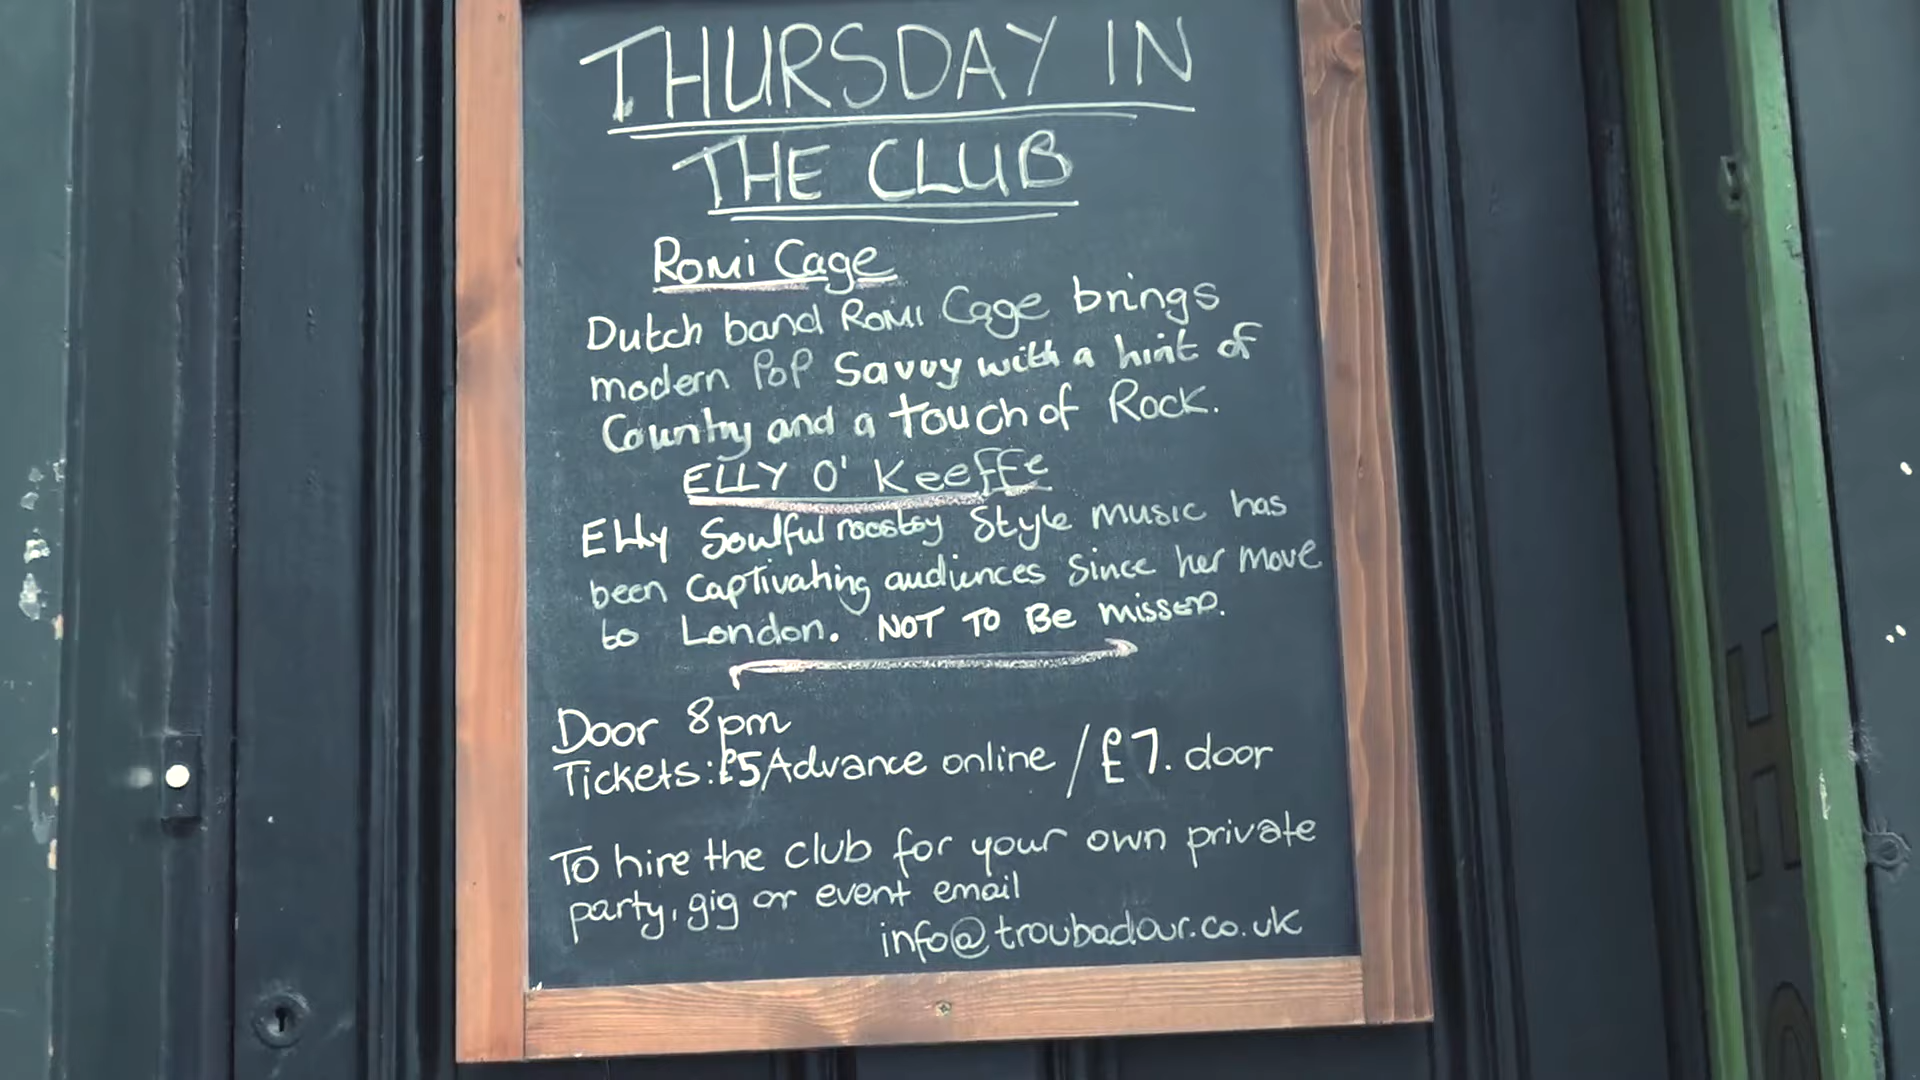 THURSDAY IN
THE CLUB
Romi Cage
Dutch band Romi Cage brings
modern Pop Savvy with a hint of
Country and a touch of Rock.
ELLY O' KeeFFe
Elly Soulful rootsy Style music has
been Captivating audiences Since her move
to London. NOT TO Be missed.
Door 8pm
Tickets: £5 Advance online / £7. door
To hire the club for your own private
party, gig or event email
info@troubadour.co.uk